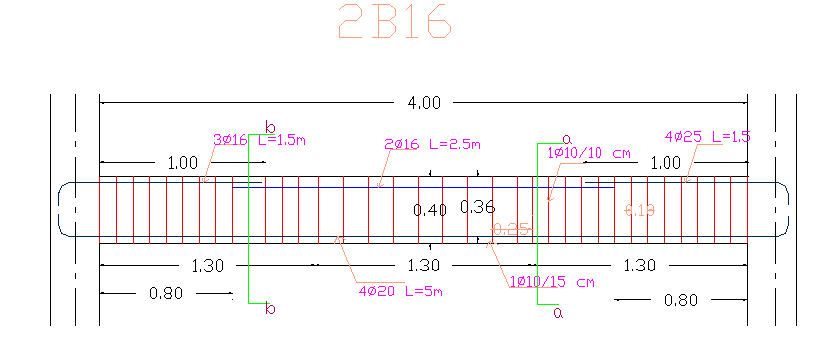 2B16
4.00
b
3ø16 L=1.5m
2ø16 L=2.5m
a
4ø25 L=1.5
1ø10/10 cm
1.00
1.00
0.40
0.36
0.10
0.25
1.30
1.30
1.30
0.80
4ø20 L=5m
1ø10/15 cm
0.80
b
a